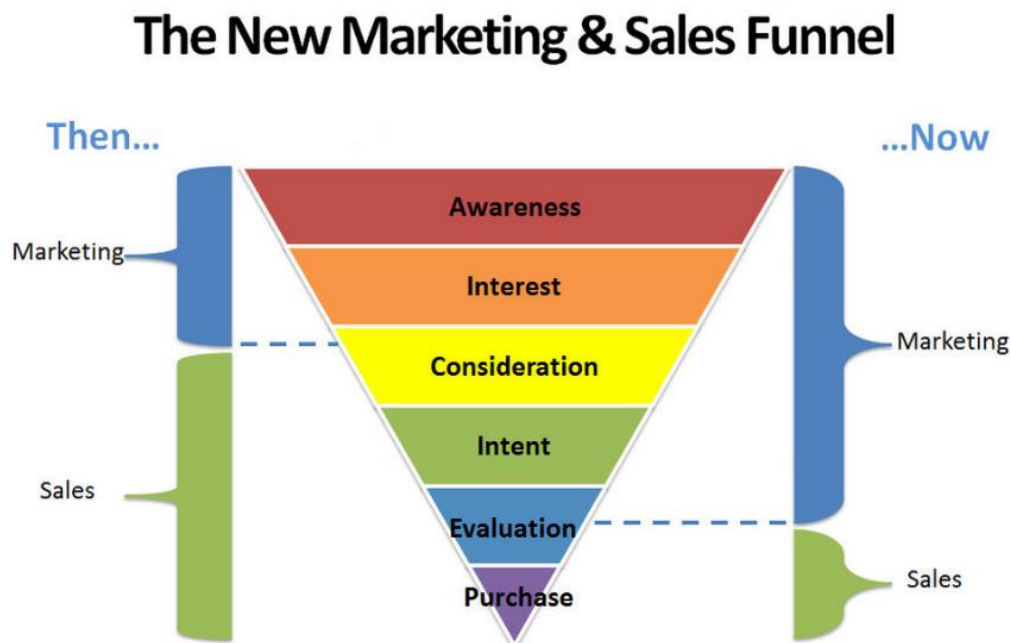 The New Marketing & Sales Funnel
Then...
...Now
Awareness
Marketing
Interest
Marketing
Consideration
Intent
Sales
Evaluation
Sales
Purchase